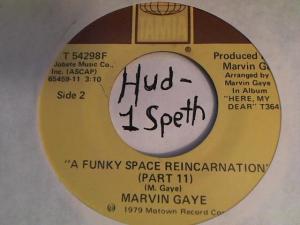 TAMLA
T 54298F
Jobete Music Co.,
Inc. (ASCAP)
65459-11 3:10
Side 2
Produced
Marvin G
Arranged by
Marvin Gaye
In Album
"HERE, MY
DEAR" T364
Hud-
1 Speth
"A FUNKY SPACE REINCARNATION"
(PART 11)
(M. Gaye)
MARVIN GAYE
1979 Motown Record Co